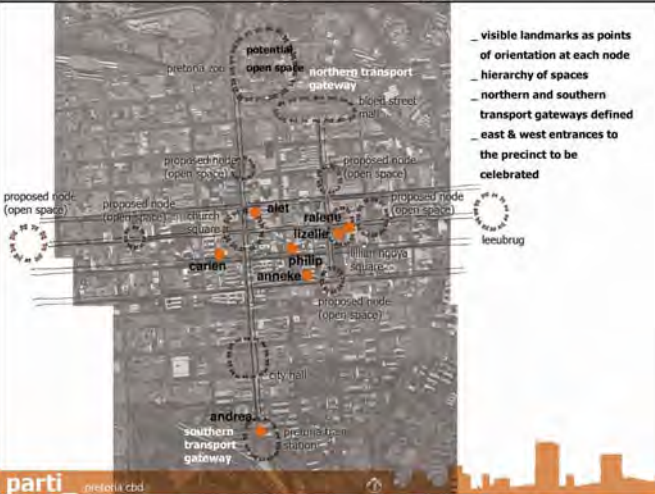 _ visible landmarks as points
of orientation at each node
_ hierarchy of spaces
_ northern and southern
transport gateways defined
_ east & west entrances to
the precinct to be
celebrated
potential
open space
pretoria zoo
northern transport
gateway
bloed street
mall
proposed node
(open space)
proposed node
(open space)
proposed node
(open space)
proposed node
(open space)
proposed node
(open space)
church
square
alet
ralene
lizelle
leeubrug
carien
philip
lillian ngoya
square
anneke
proposed node
(open space)
city hall
andrea
southern
transport
gateway
pretoria train
station
parti_ pretoria cbd